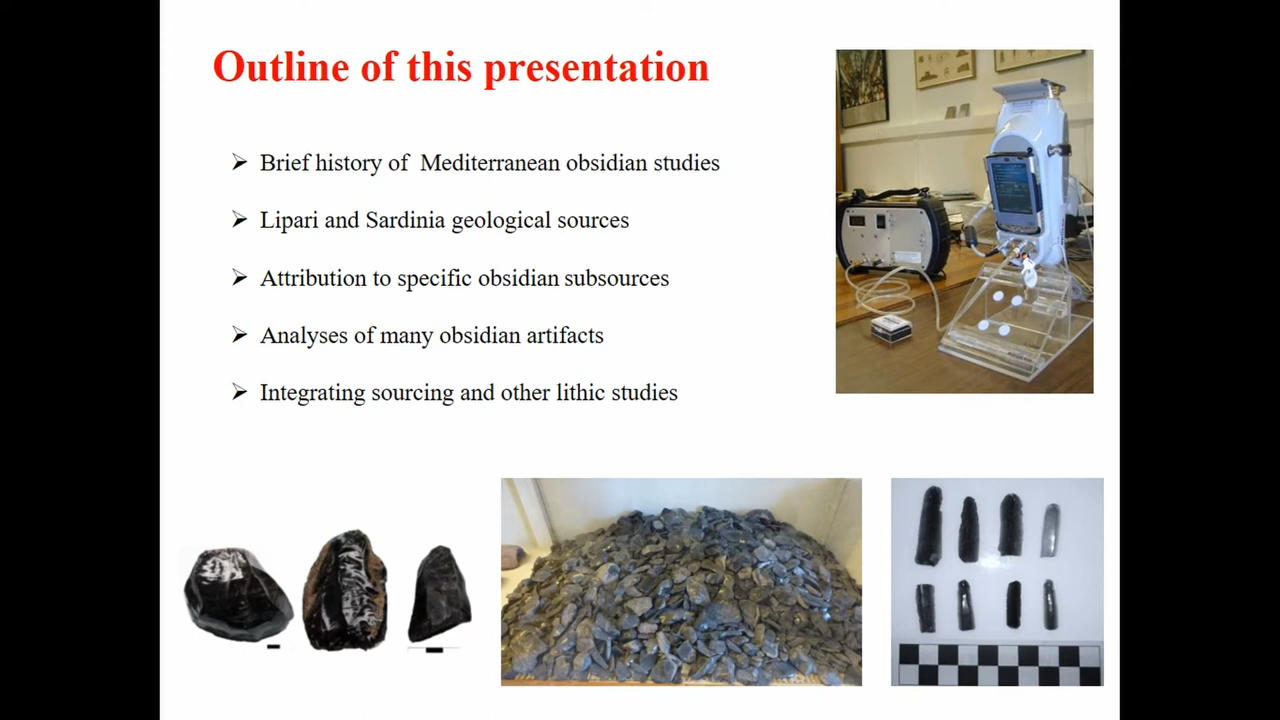 Outline of this presentation
Brief history of Mediterranean obsidian studies
Lipari and Sardinia geological sources
Attribution to specific obsidian subsources
Analyses of many obsidian artifacts
Integrating sourcing and other lithic studies